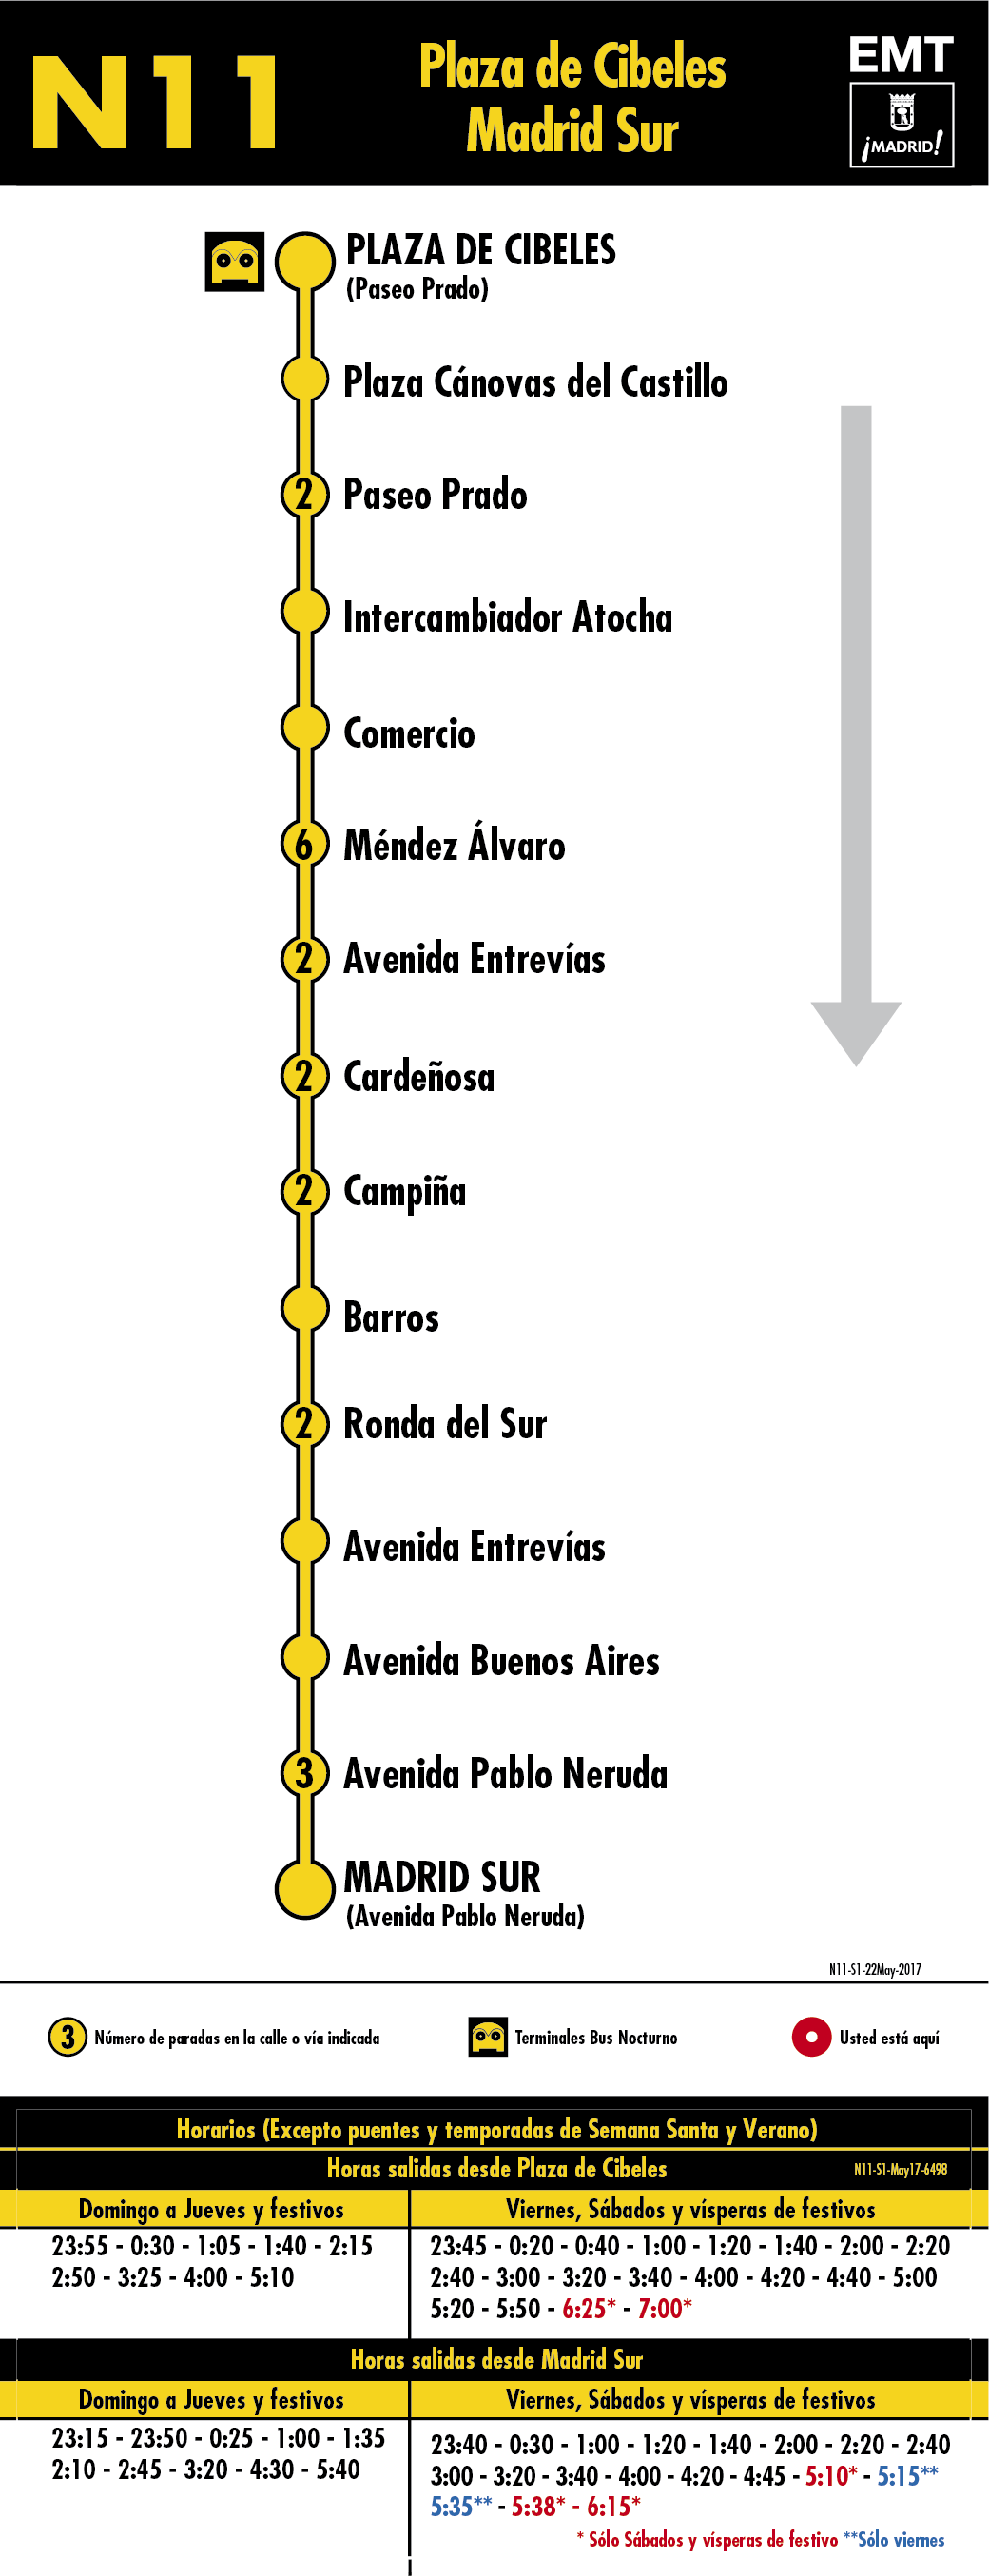 N11
Plaza de Cibeles
Madrid Sur
EMT
¡MADRID!
PLAZA DE CIBELES
(Paseo Prado)
Plaza Cánovas del Castillo
2 Paseo Prado
Intercambiador Atocha
Comercio
6 Méndez Álvaro
2 Avenida Entrevías
2 Cardeñosa
2 Campiña
Barros
2 Ronda del Sur
Avenida Entrevías
Avenida Buenos Aires
3 Avenida Pablo Neruda
MADRID SUR
(Avenida Pablo Neruda)
N11-S1-22May-2017
3 Número de paradas en la calle o vía indicada
Terminales Bus Nocturno
Usted está aquí
Horarios (Excepto puentes y temporadas de Semana Santa y Verano)
Horas salidas desde Plaza de Cibeles
N11-S1-May17-6498
Domingo a Jueves y festivos
23:55 - 0:30 - 1:05 - 1:40 - 2:15
2:50 - 3:25 - 4:00 - 5:10
Viernes, Sábados y vísperas de festivos
23:45 - 0:20 - 0:40 - 1:00 - 1:20 - 1:40 - 2:00 - 2:20
2:40 - 3:00 - 3:20 - 3:40 - 4:00 - 4:20 - 4:40 - 5:00
5:20 - 5:50 - 6:25* - 7:00*
Horas salidas desde Madrid Sur
Domingo a Jueves y festivos
23:15 - 23:50 - 0:25 - 1:00 - 1:35
2:10 - 2:45 - 3:20 - 4:30 - 5:40
Viernes, Sábados y vísperas de festivos
23:40 - 0:30 - 1:00 - 1:20 - 1:40 - 2:00 - 2:20 - 2:40
3:00 - 3:20 - 3:40 - 4:00 - 4:20 - 4:45 - 5:10* - 5:15**
5:35** - 5:38* - 6:15*
* Sólo Sábados y vísperas de festivo **Sólo viernes